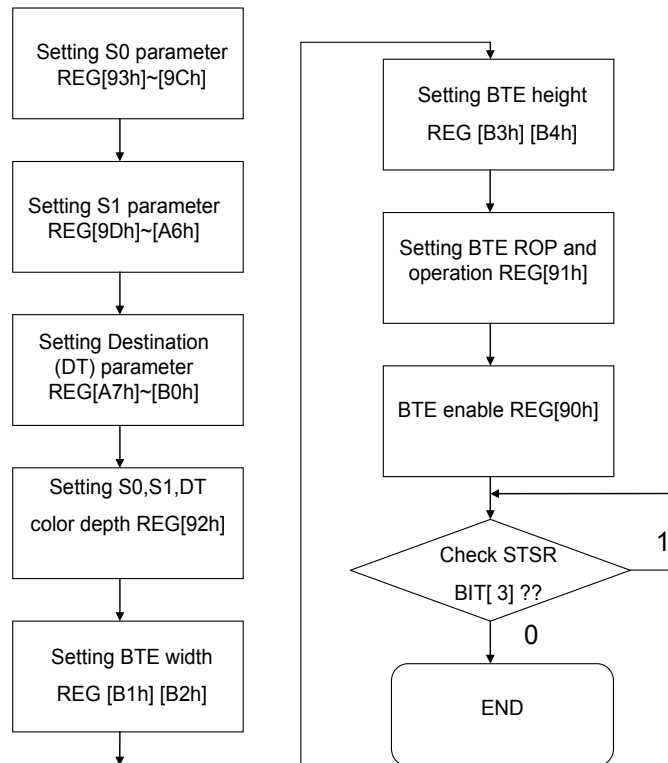 Setting S0 parameter
REG[93h]~[9Ch]
Setting S1 parameter
REG[9Dh]~[A6h]
Setting Destination
(DT) parameter
REG[A7h]~[B0h]
Setting S0,S1,DT
color depth REG[92h]
Setting BTE width
REG [B1h] [B2h]
Setting BTE height
REG [B3h] [B4h]
Setting BTE ROP and
operation REG[91h]
BTE enable REG[90h]
Check STSR
BIT[ 3] ??
1
0
END